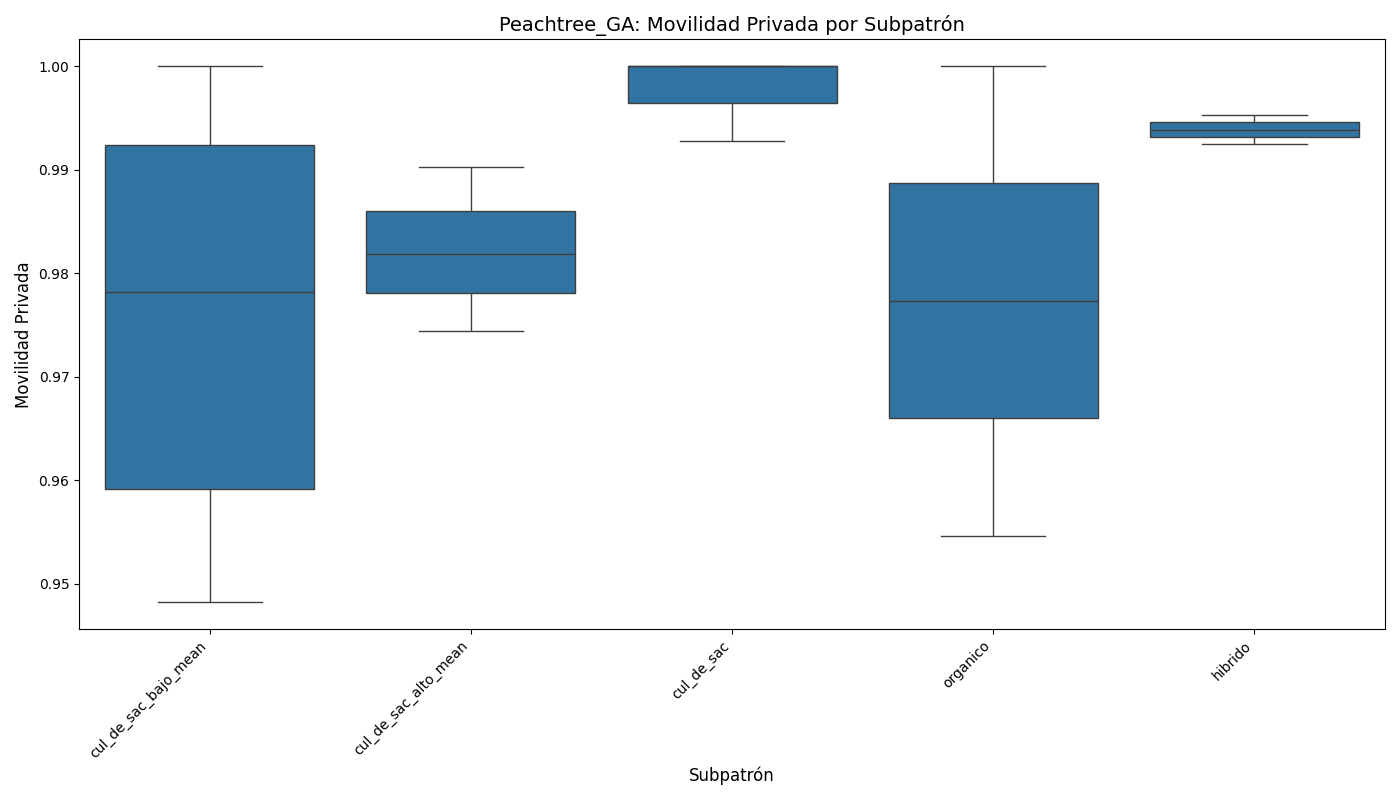 Peachtree_GA: Movilidad Privada por Subpatrón
Movilidad Privada
1.00
0.99
0.98
0.97
0.96
0.95
cul_de_sac_bajo_mean
cul_de_sac_alto_mean
cul_de_sac
organico
hibrido
Subpatrón